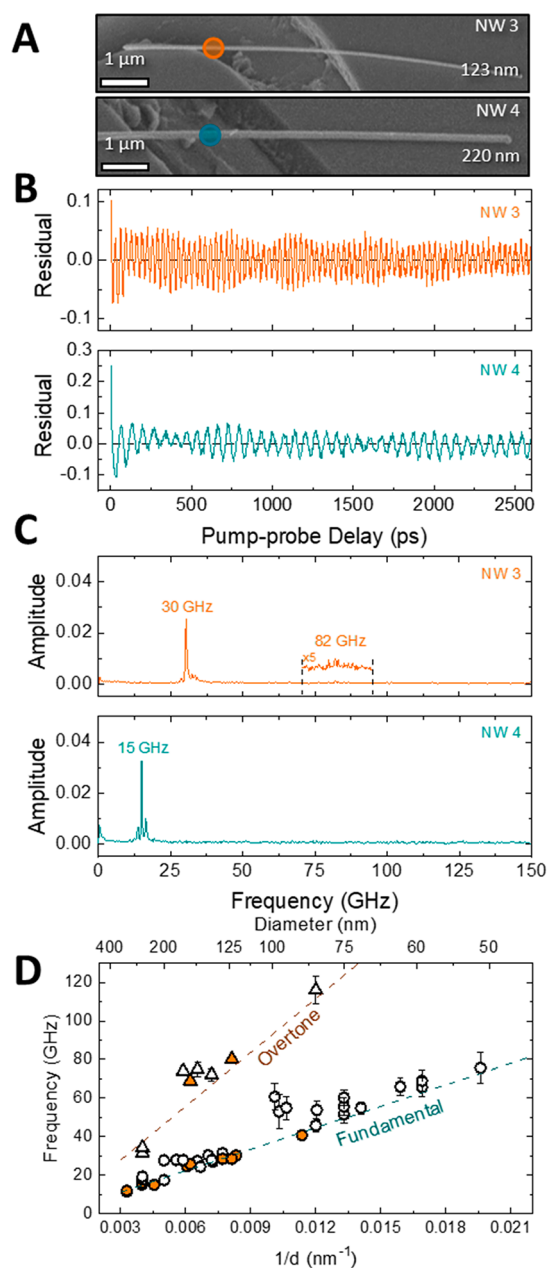 A
NW 3
1 µm
123 nm
NW 4
1 µm
220 nm
B
0.1
0.0
-0.1
Residual
NW 3
0.3
0.2
0.1
0.0
-0.1
Residual
NW 4
0 500 1000 1500 2000 2500
Pump-probe Delay (ps)
C
0.04
0.02
0.00
Amplitude
NW 3
30 GHz
82 GHz
x5
0.04
0.02
0.00
Amplitude
NW 4
15 GHz
0 25 50 75 100 125 150
Frequency (GHz)
Diameter (nm)
400 200 125 100 75 60 50
D
120
100
80
60
40
20
0
Frequency (GHz)
Overtone
Fundamental
0.003 0.006 0.009 0.012 0.015 0.018 0.021
1/d (nm⁻¹)